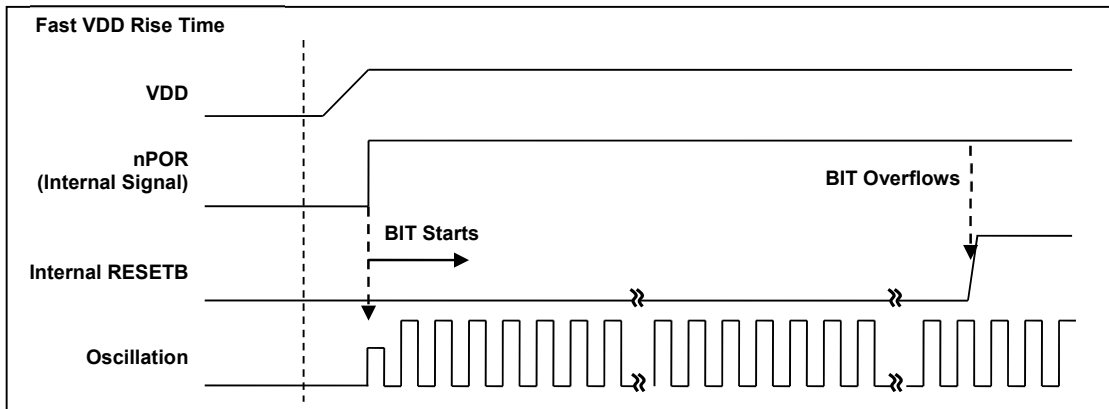 Fast VDD Rise Time
VDD
nPOR
(Internal Signal)
BIT Overflows
BIT Starts
Internal RESETB
Oscillation